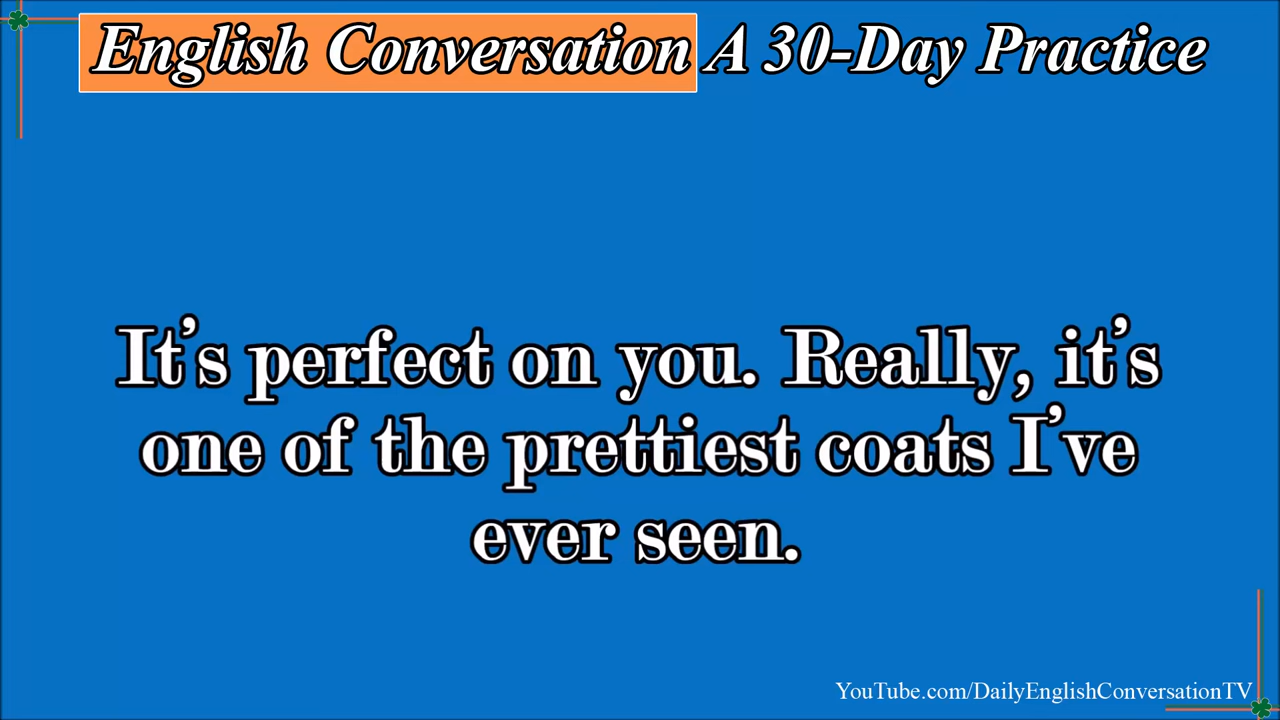 English Conversation A 30-Day Practice
It’s perfect on you. Really, it’s
one of the prettiest coats I’ve
ever seen.
YouTube.com/DailyEnglishConversationTV